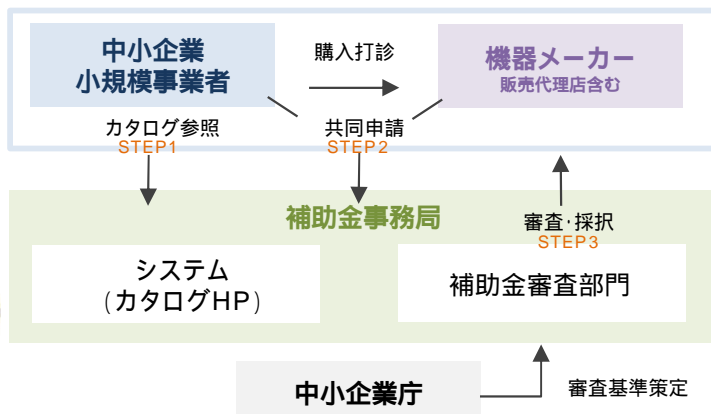 中小企業
小規模事業者
購入打診
機器メーカー
販売代理店含む
カタログ参照
STEP1
共同申請
STEP2
補助金事務局
審査・採択
STEP3
システム
(カタログHP)
補助金審査部門
中小企業庁
審査基準策定